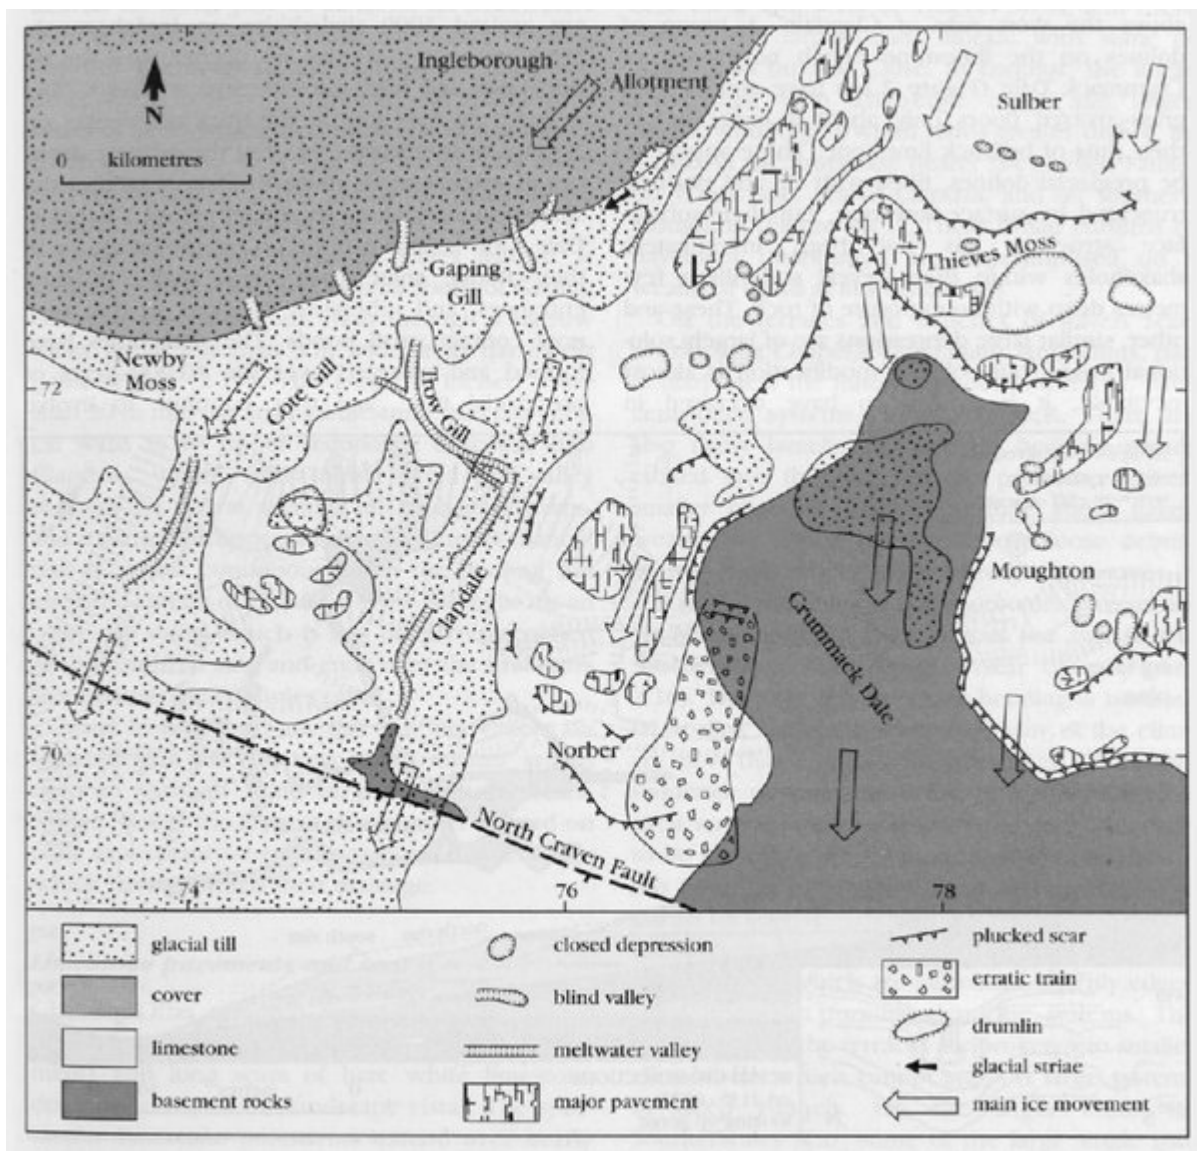 Ingleborough
Allotment
Sulber
N
0 kilometres 1
Thieves Moss
Gaping
Gill
Newby
Moss
72
Cote Gill
Trow Gill
Moughton
Clapdale
Crummack Dale
70
Norber
North Craven Fault
74
76
78
glacial till
closed depression
plucked scar
cover
blind valley
erratic train
limestone
meltwater valley
drumlin
glacial striae
basement rocks
major pavement
main ice movement